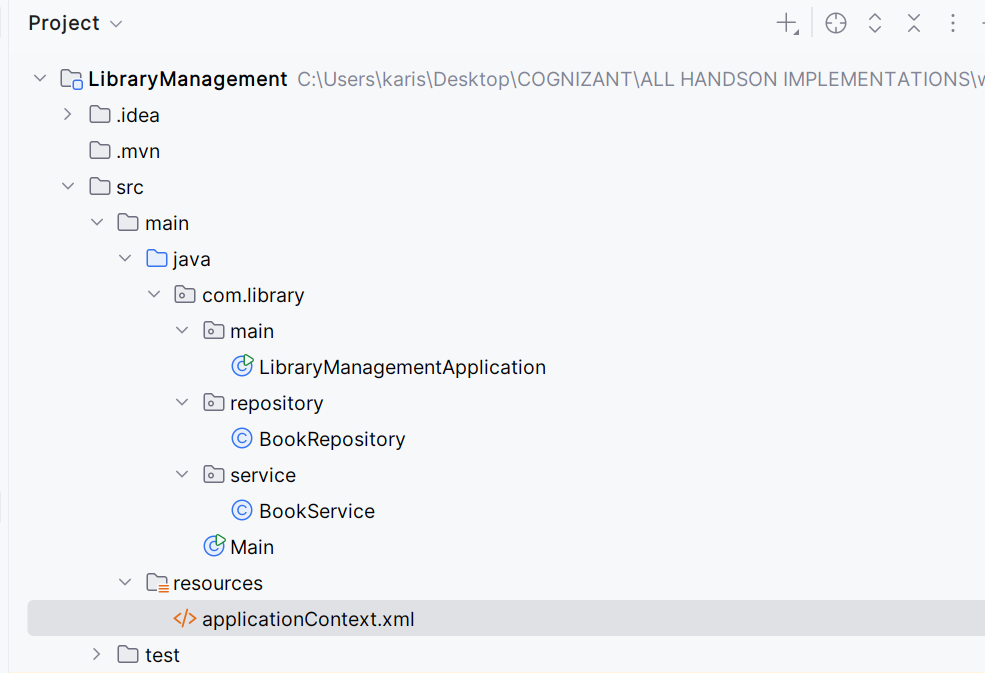 Project
LibraryManagement C:\Users\karis\Desktop\COGNIZANT\ALL HANDSON IMPLEMENTATIONS\
.idea
.mvn
src
main
java
com.library
main
LibraryManagementApplication
repository
BookRepository
service
BookService
Main
resources
applicationContext.xml
test